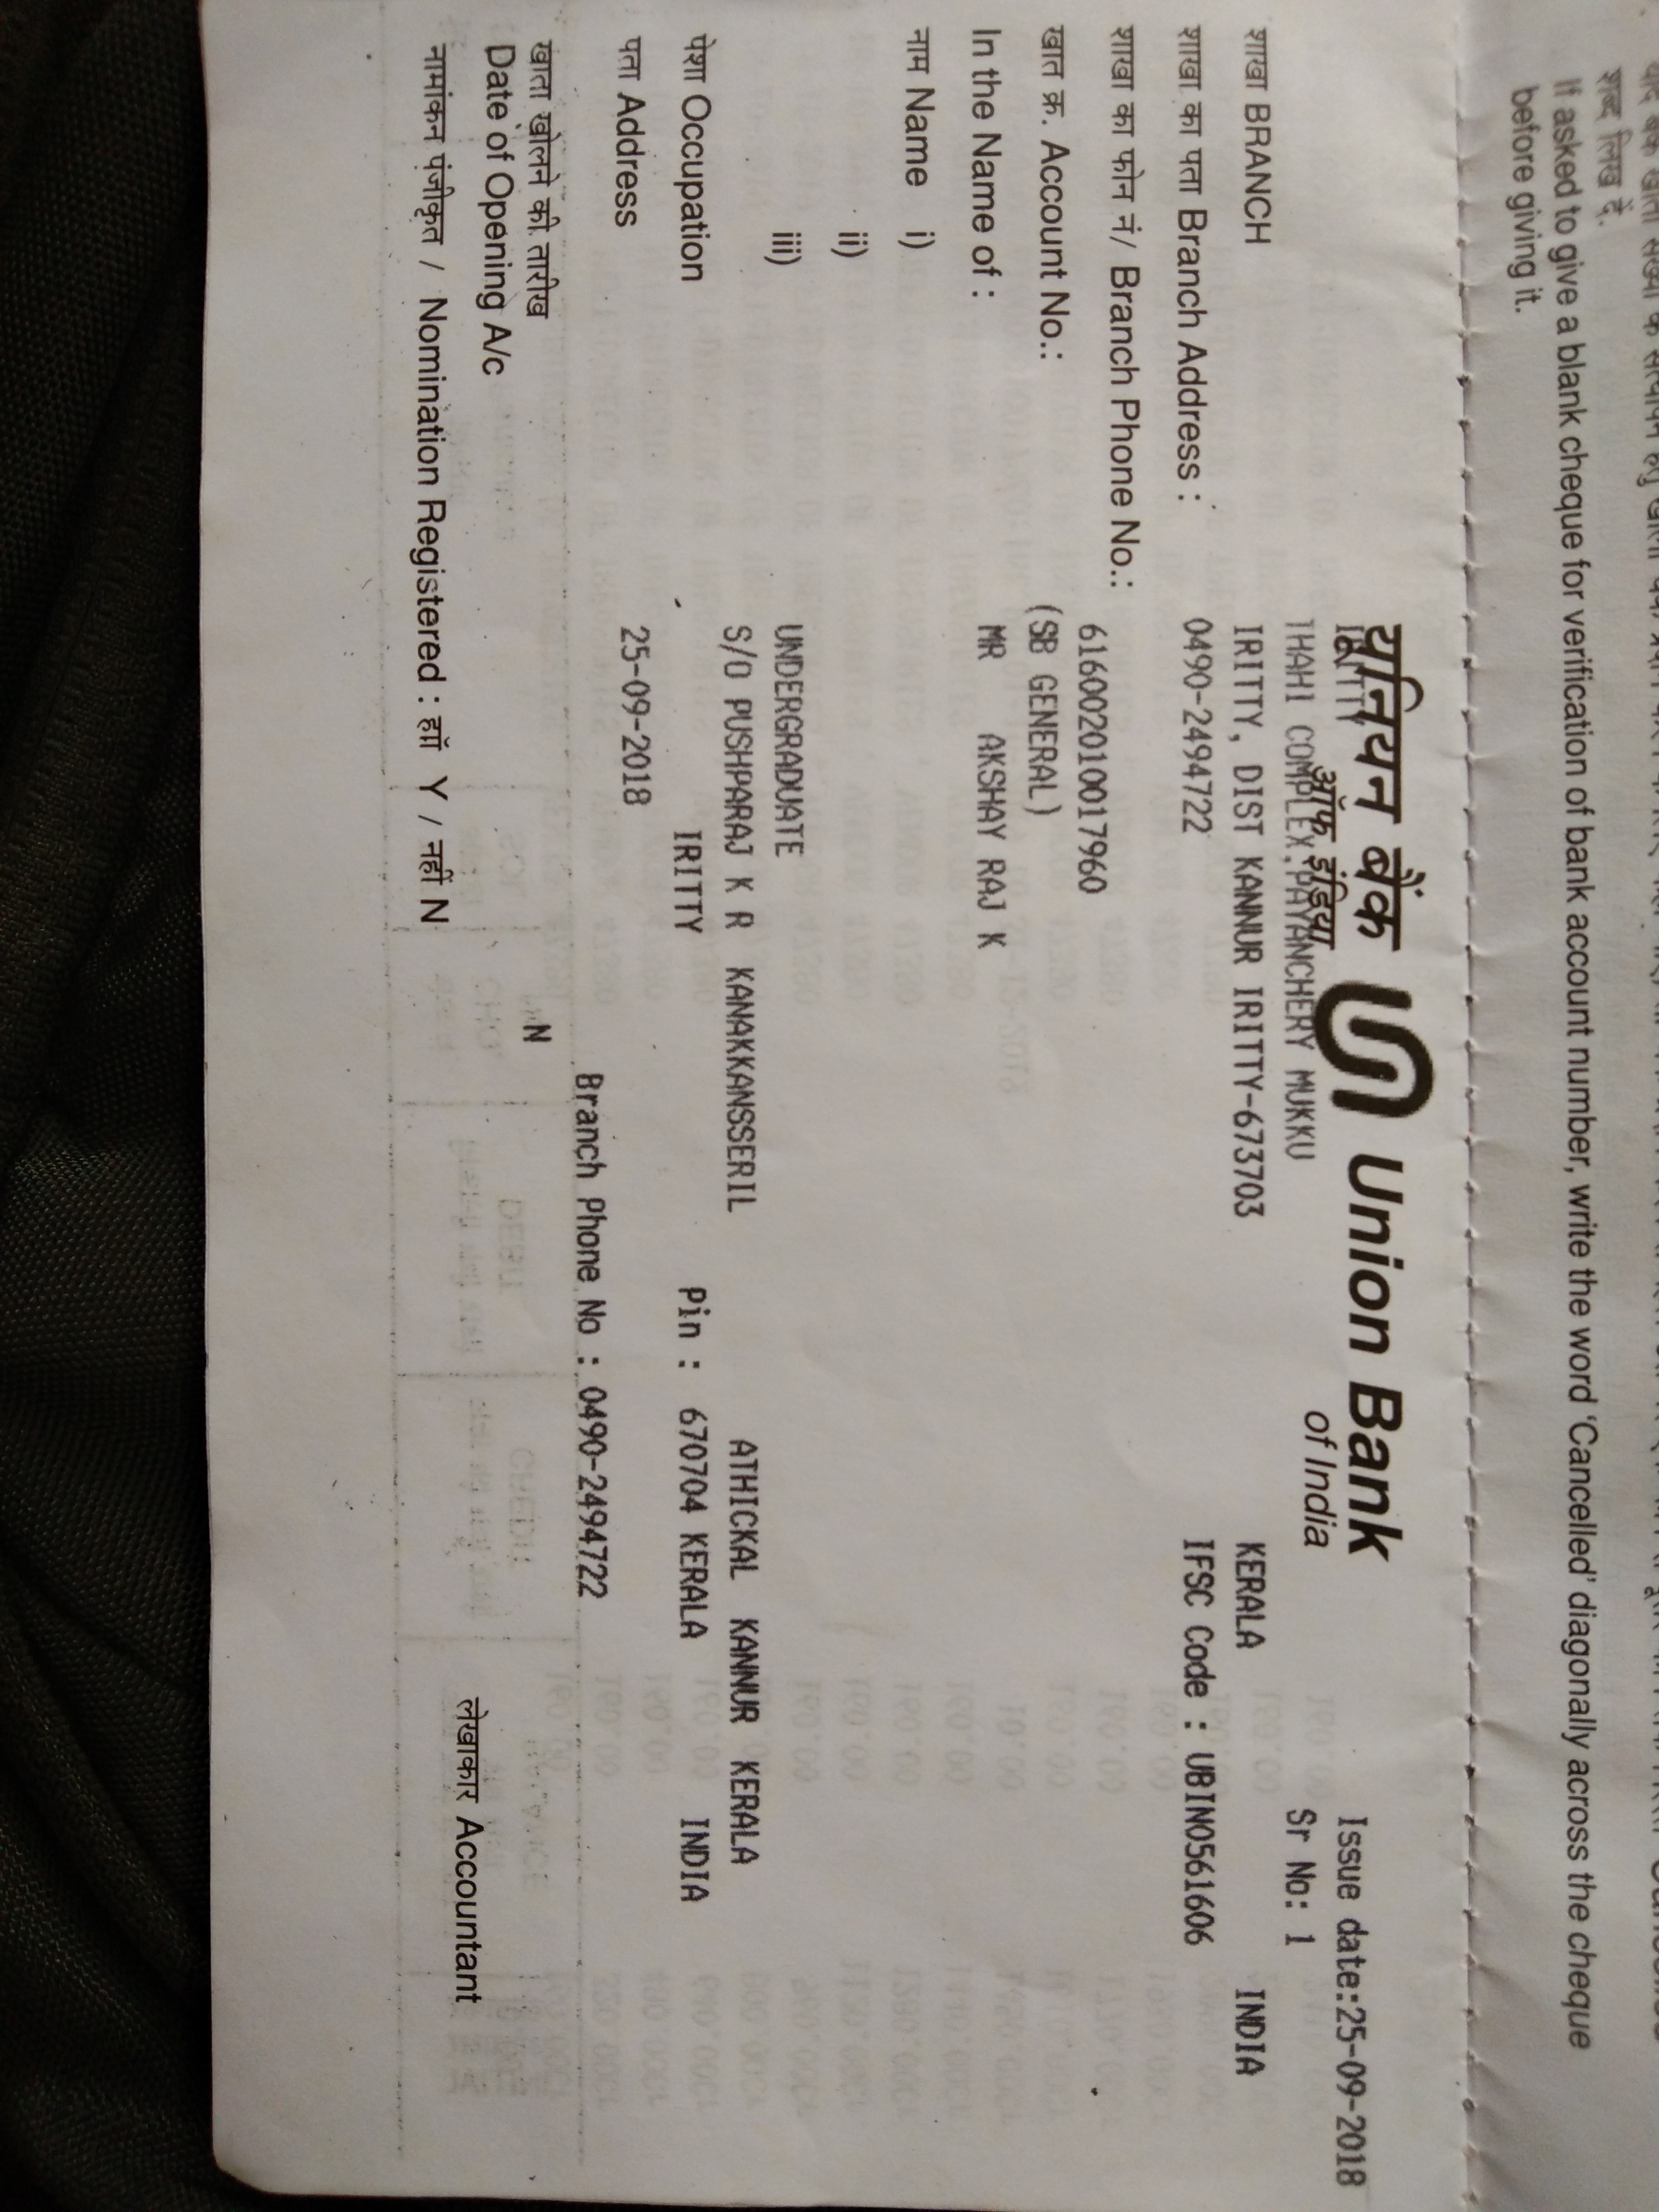 शब्द लिख दें.
If asked to give a blank cheque for verification of bank account number, write the word 'Cancelled' diagonally across the cheque
before giving it.
यूनियन बैंक Union Bank
ऑफ इंडिया of India
Issue date:25-09-2018
IRITTY
Sr No: 1
THAHI COMPLEX.PAYANCHERY MUKKU
शाखा BRANCH
IRITTY, DIST KANNUR IRITTY-673703 KERALA INDIA
शाखा का पता Branch Address :
0490-2494722 IFSC Code : UBIN0561606
शाखा का फोन नं/ Branch Phone No.:
616002010017960
खात क्र. Account No.:
(SB GENERAL)
In the Name of :
MR AKSHAY RAJ K
नाम Name i)
ii)
iii)
UNDERGRADUATE
पेशा Occupation
S/O PUSHPARAJ K R KANAKKANSSERIL ATHICKAL KANNUR KERALA
IRITTY Pin : 670704 KERALA INDIA
पता Address
25-09-2018
Branch Phone No : 0490-2494722
खाता खोलने की तारीख
N
Date of Opening A/c
नामांकन पंजीकृत / Nomination Registered : हाँ Y / नहीं N
लेखाकार Accountant